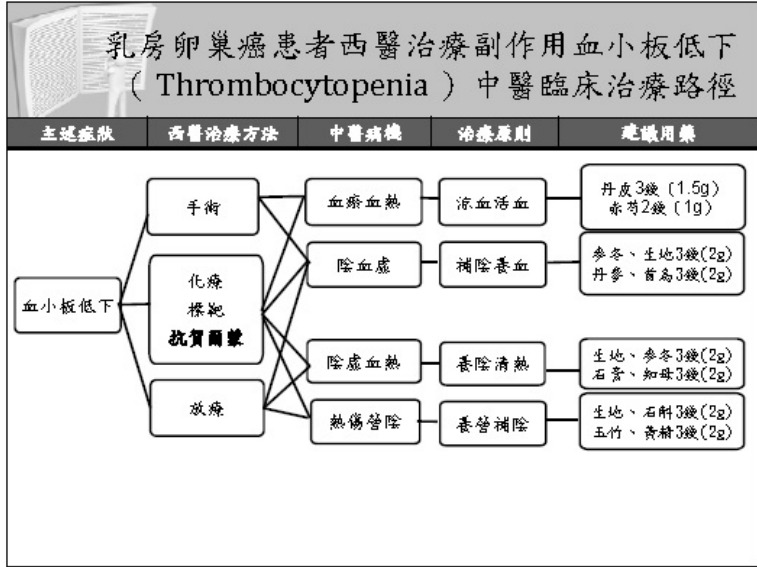 乳房卵巢癌患者西醫治療副作用血小板低下
（Thrombocytopenia）中醫臨床治療路徑
主述症狀 西醫治療方法 中醫病機 治療原則 建議用藥
血小板低下
手術
化療
標靶
抗賀爾蒙
放療
血瘀血熱
陰血虛
陰虛血熱
熱傷營陰
涼血活血
補陰養血
養陰清熱
養營補陰
丹皮3錢（1.5g）
赤芍2錢（1g）
麥冬、生地3錢(2g)
丹參、首烏3錢(2g)
生地、麥冬3錢(2g)
石膏、知母3錢(2g)
生地、石斛3錢(2g)
玉竹、黃精3錢(2g)